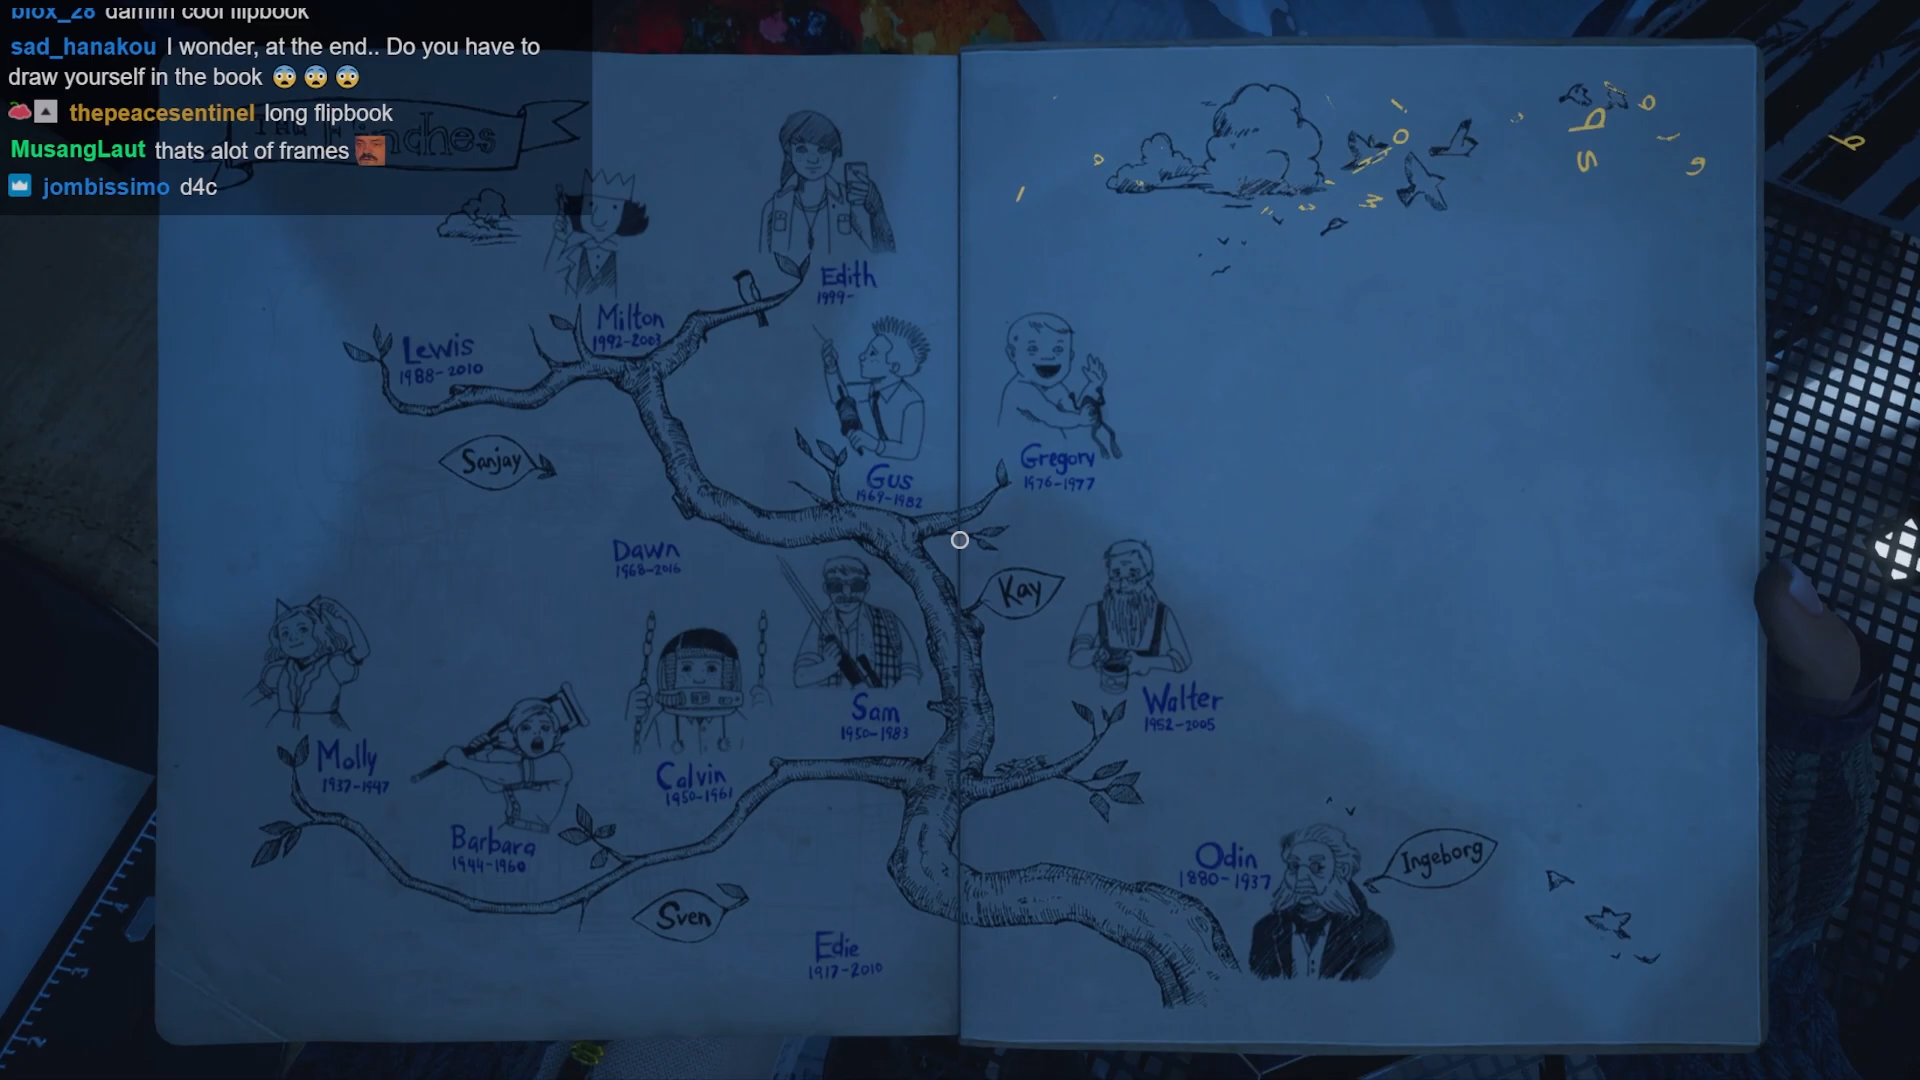 blox_28 damnn cool flipbook
sad_hanakou I wonder, at the end.. Do you have to
draw yourself in the book 😨 😨 😨
thepeacesentinel long flipbook
The Finches
MusangLaut thats alot of frames
jombissimo d4c
Edith
1999-
Milton
1992-2003
Lewis
1988-2010
Sanjay
Gus
1969-1982
Gregory
1976-1977
Dawn
1968-2016
Kay
Sam
1950-1983
Walter
1952-2005
Molly
1937-1947
Calvin
1950-1961
Barbara
1944-1960
Sven
Odin
1880-1937
Ingeborg
Edie
1917-2010